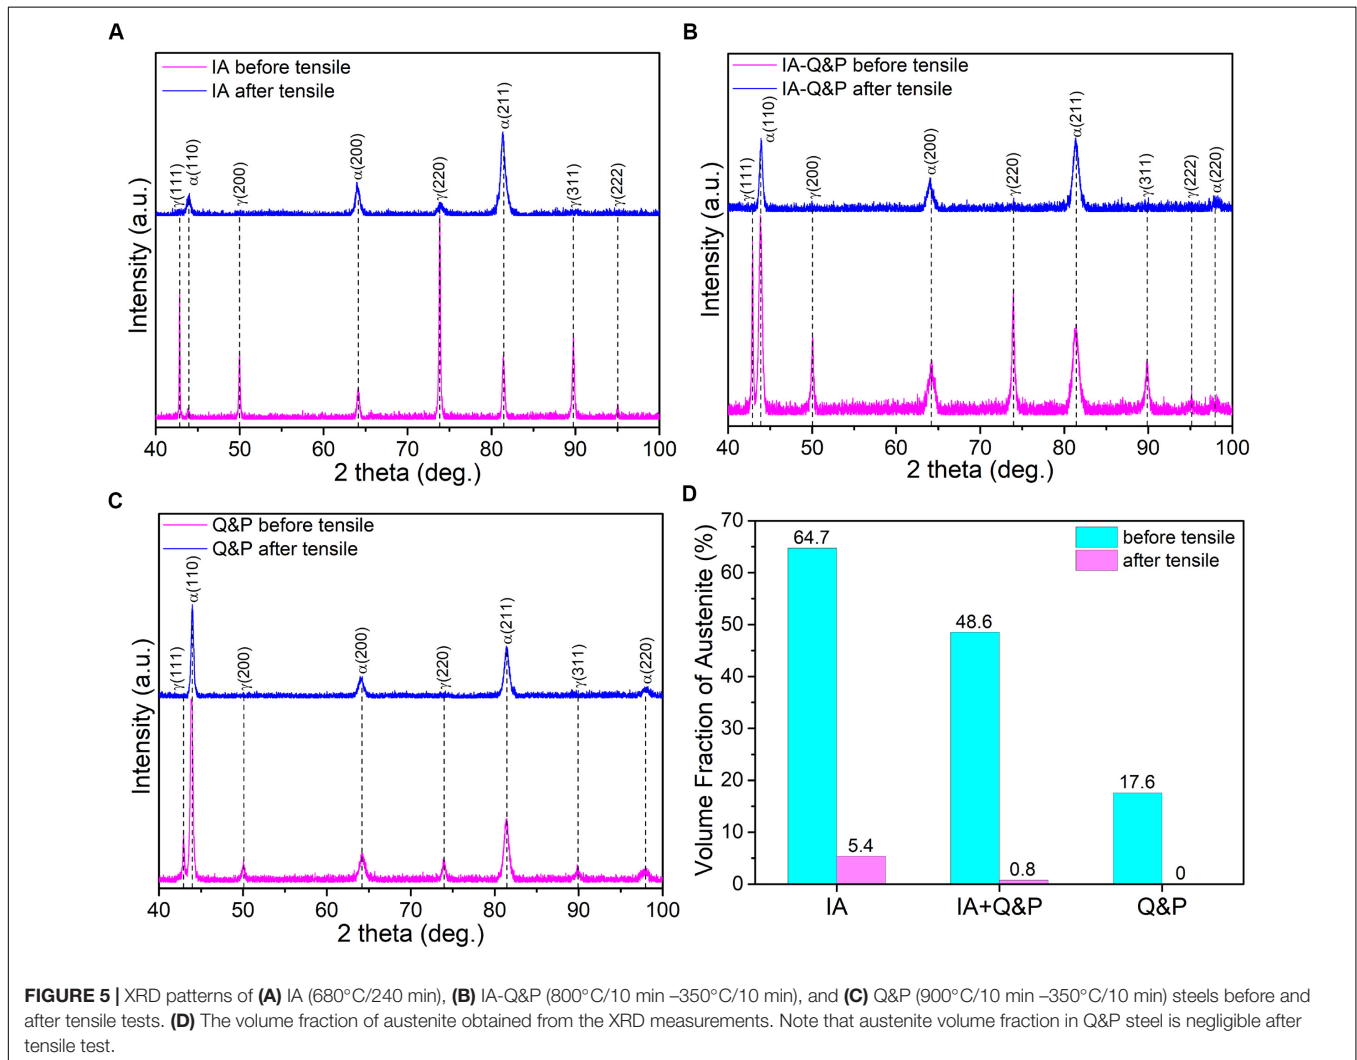 A
IA before tensile
IA after tensile
γ(111)
α(110)
γ(200)
α(200)
γ(220)
α(211)
γ(311)
γ(222)
Intensity (a.u.)
40 50 60 70 80 90 100
2 theta (deg.)
B
IA-Q&P before tensile
IA-Q&P after tensile
γ(111)
α(110)
γ(200)
α(200)
γ(220)
α(211)
γ(311)
γ(222)
α(220)
Intensity (a.u.)
40 50 60 70 80 90 100
2 theta (deg.)
C
Q&P before tensile
Q&P after tensile
γ(111)
α(110)
γ(200)
α(200)
γ(220)
α(211)
γ(311)
α(220)
Intensity (a.u.)
40 50 60 70 80 90 100
2 theta (deg.)
D
before tensile
after tensile
Volume Fraction of Austenite (%)
70
60
50
40
30
20
10
0
64.7
5.4
48.6
0.8
17.6
0
IA IA+Q&P Q&P
FIGURE 5 | XRD patterns of (A) IA (680°C/240 min), (B) IA-Q&P (800°C/10 min –350°C/10 min), and (C) Q&P (900°C/10 min –350°C/10 min) steels before and
after tensile tests. (D) The volume fraction of austenite obtained from the XRD measurements. Note that austenite volume fraction in Q&P steel is negligible after
tensile test.